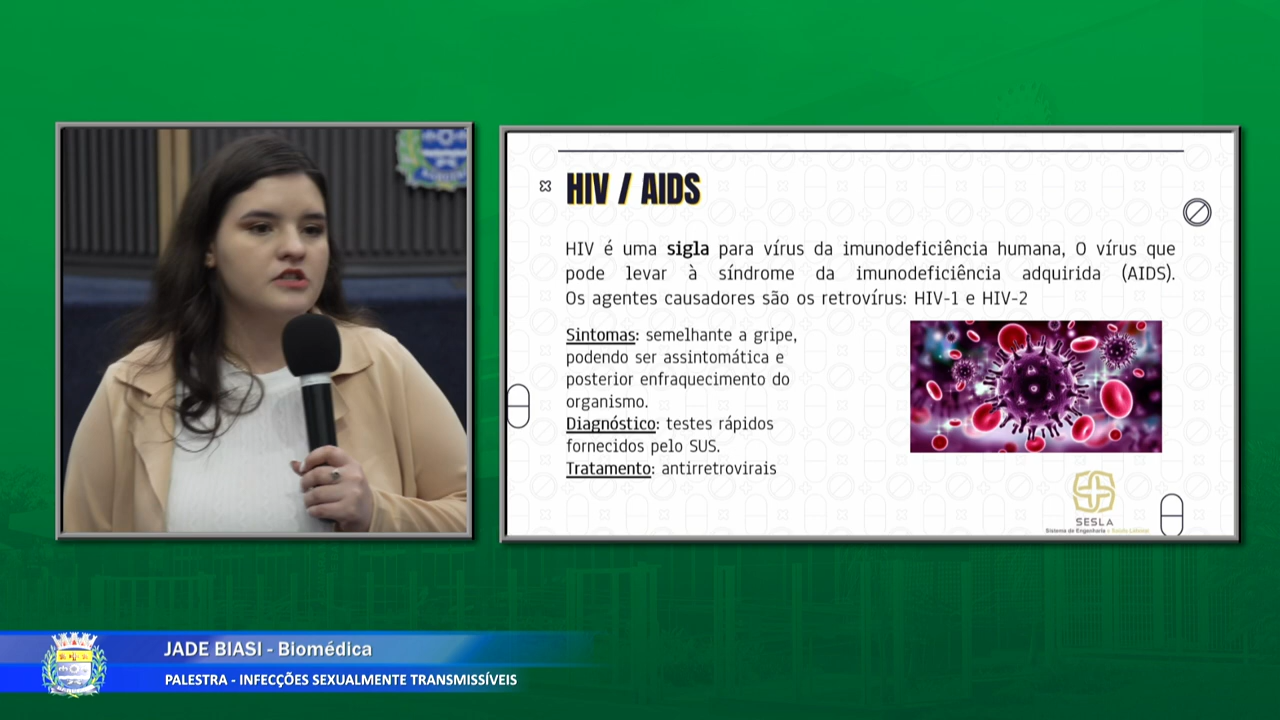 HIV / AIDS
HIV é uma sigla para vírus da imunodeficiência humana, O vírus que
pode levar à síndrome da imunodeficiência adquirida (AIDS).
Os agentes causadores são os retrovírus: HIV-1 e HIV-2
Sintomas: semelhante a gripe,
podendo ser assintomática e
posterior enfraquecimento do
organismo.
Diagnóstico: testes rápidos
fornecidos pelo SUS.
Tratamento: antirretrovirais
SESLA
Sistema de Engenharia e Saúde Laboral
JADE BIASI - Biomédica
PALESTRA - INFECÇÕES SEXUALMENTE TRANSMISSÍVEIS